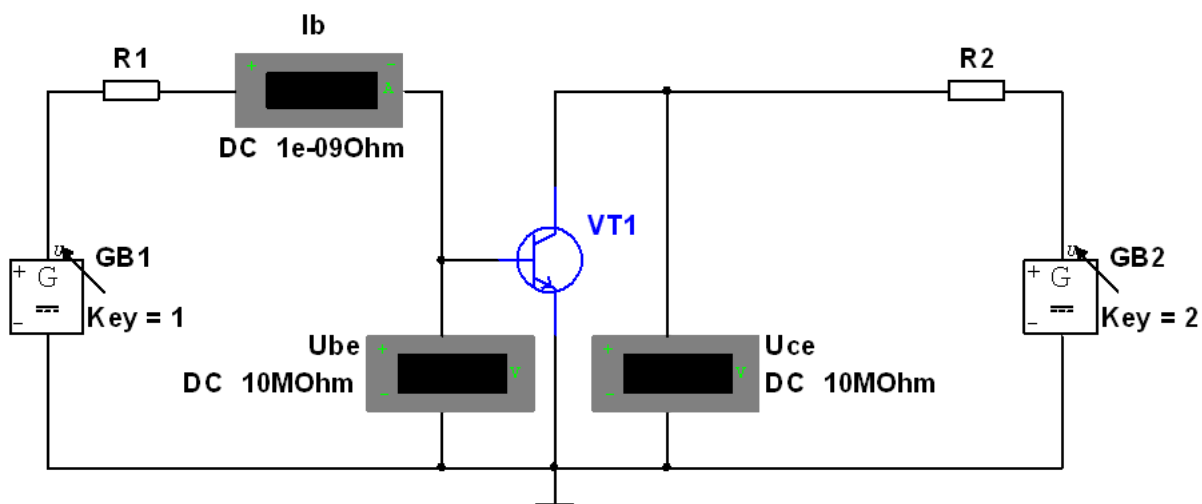 Ib
R1
+ − A
DC 1e-09Ohm
R2
VT1
u
GB1
+ G
−
Key = 1
u
GB2
+ G
−
Key = 2
Ube
+ V
−
DC 10MOhm
Uce
+ V
−
DC 10MOhm